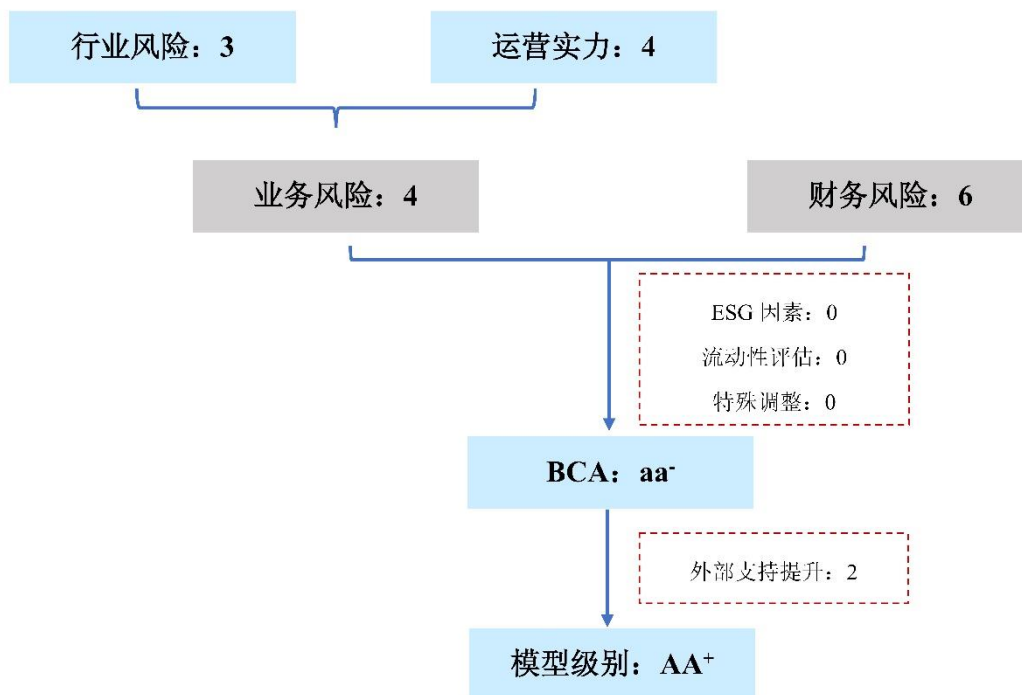 行业风险：3
运营实力：4
业务风险：4
财务风险：6
ESG 因素：0
流动性评估：0
特殊调整：0
BCA：aa⁻
外部支持提升：2
模型级别：AA⁺